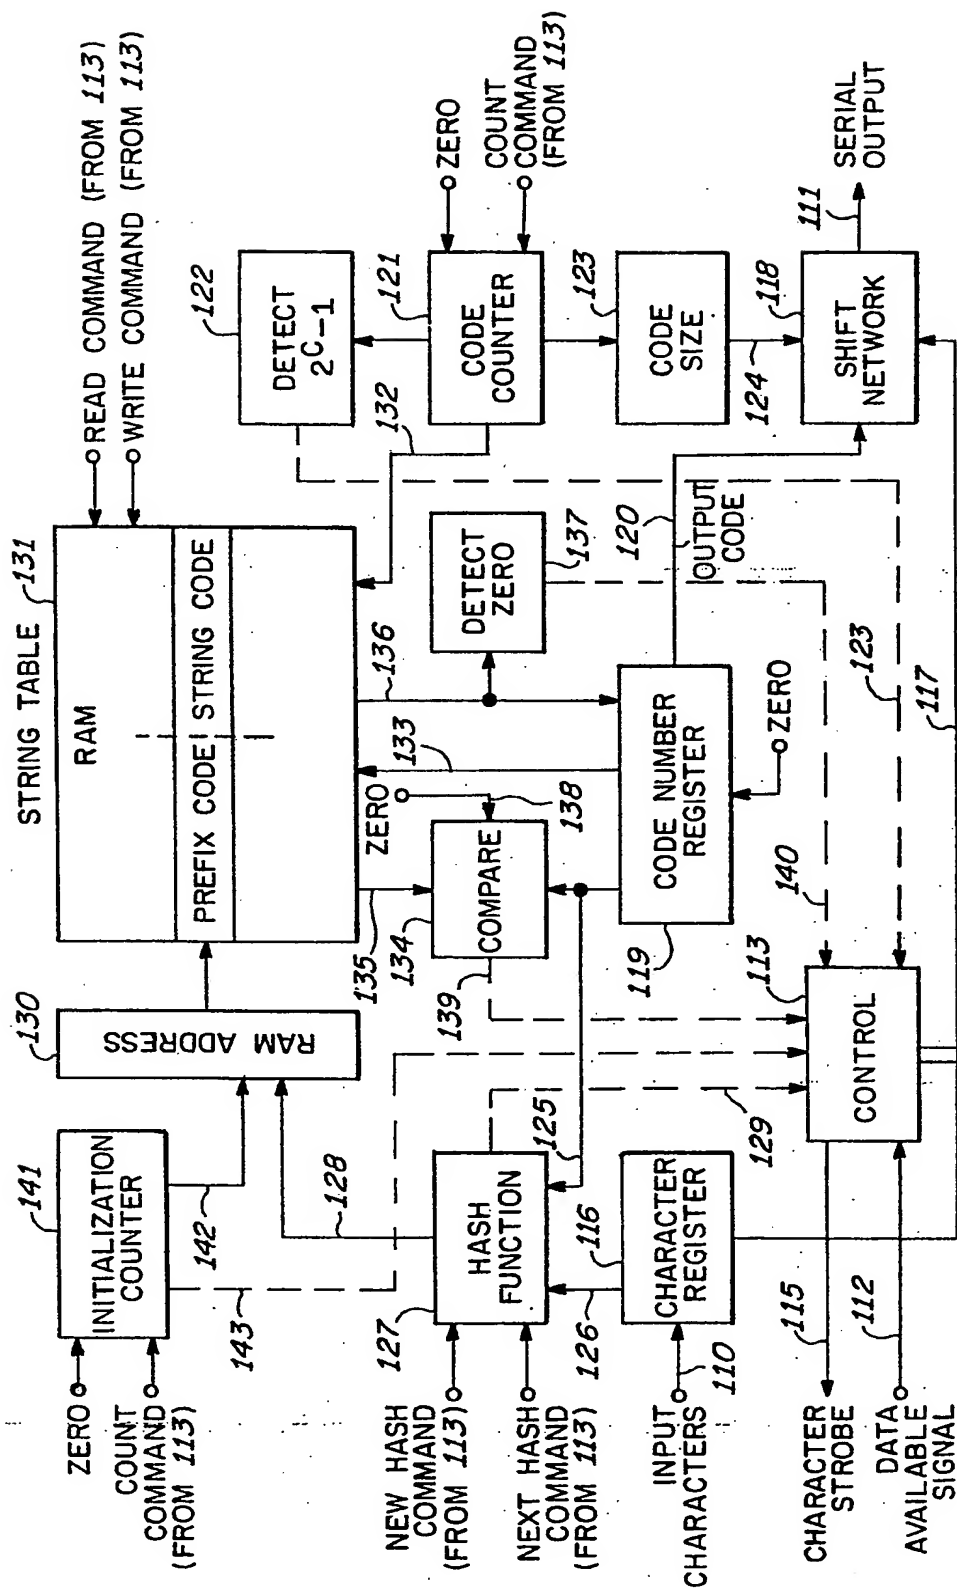 STRING TABLE 131
READ COMMAND (FROM 113)
WRITE COMMAND (FROM 113)
RAM
PREFIX CODE STRING CODE
130
RAM ADDRESS
141
INITIALIZATION
COUNTER
ZERO
COUNT
COMMAND
(FROM 113)
142
143
128
127
HASH
FUNCTION
NEW HASH
COMMAND
(FROM 113)
NEXT HASH
COMMAND
(FROM 113)
125
126
129
116
CHARACTER
REGISTER
INPUT
CHARACTERS
110
135
134
COMPARE
ZERO
138
139
133
136
132
DETECT
ZERO
137
122
DETECT
2C-1
121
CODE
COUNTER
ZERO
COUNT
COMMAND
(FROM 113)
123
CODE
SIZE
124
118
SHIFT
NETWORK
111
SERIAL
OUTPUT
120
OUTPUT
CODE
CODE NUMBER
REGISTER
119
ZERO
140
123
117
113
CONTROL
115
112
CHARACTER
STROBE
DATA
AVAILABLE
SIGNAL